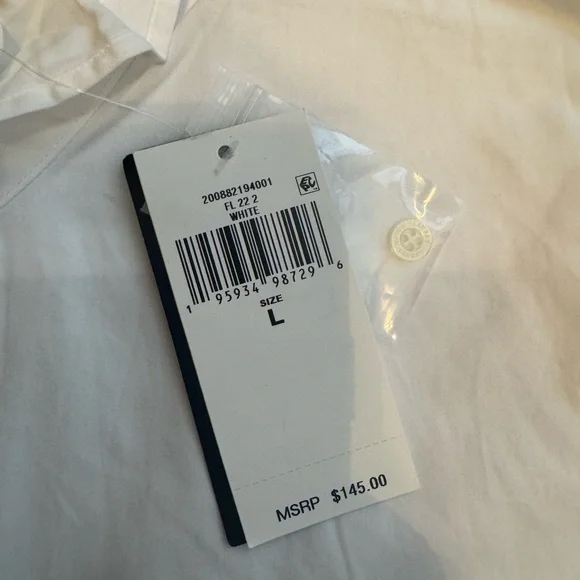 200882194001
FL 22 2
WHITE
1 95934 98729 6
SIZE
L
MSRP $145.00